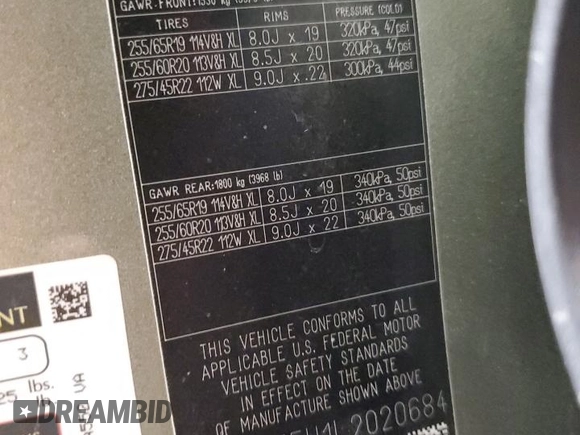 GAWR FRONT:1530 kg
TIRES RIMS PRESSURE (COLD)
255/65R19 114V&H XL 8.0J x 19 320kPa, 47psi
255/60R20 113V&H XL 8.5J x 20 320kPa, 47psi
275/45R22 112W XL 9.0J x 22 300kPa, 44psi
GAWR REAR:1800 kg (3968 lb)
255/65R19 114V&H XL 8.0J x 19 340kPa, 50psi
255/60R20 113V&H XL 8.5J x 20 340kPa, 50psi
275/45R22 112W XL 9.0J x 22 340kPa, 50psi
THIS VEHICLE CONFORMS TO ALL
APPLICABLE U.S. FEDERAL MOTOR
VEHICLE SAFETY STANDARDS
IN EFFECT ON THE DATE
OF MANUFACTURE SHOWN ABOVE
2020684
3
lbs.
DREAMBID